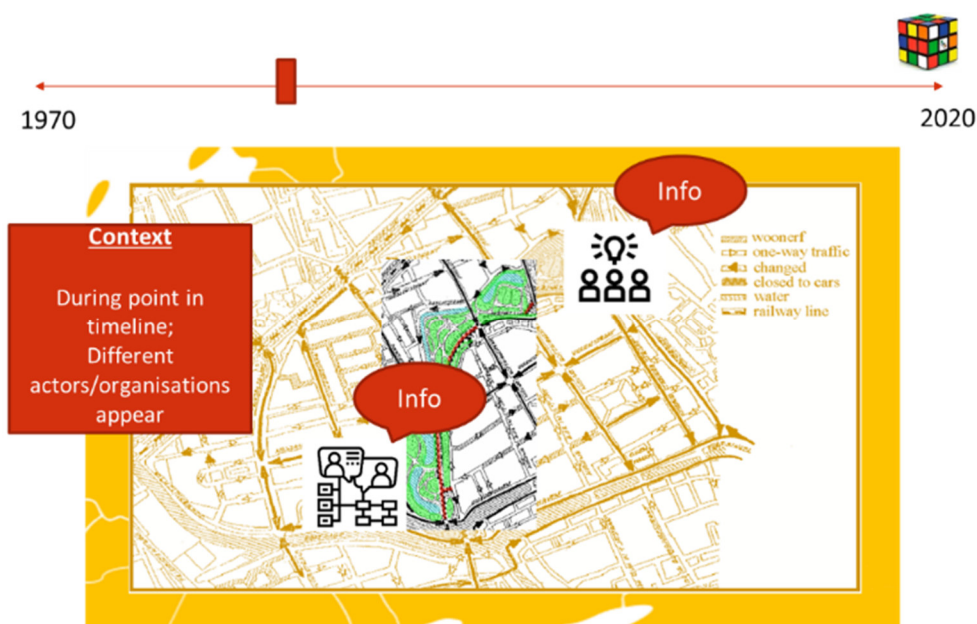 1970
2020
Info
Context
During point in
timeline;
Different
actors/organisations
appear
woonerf
one-way traffic
changed
closed to cars
water
railway line
Info